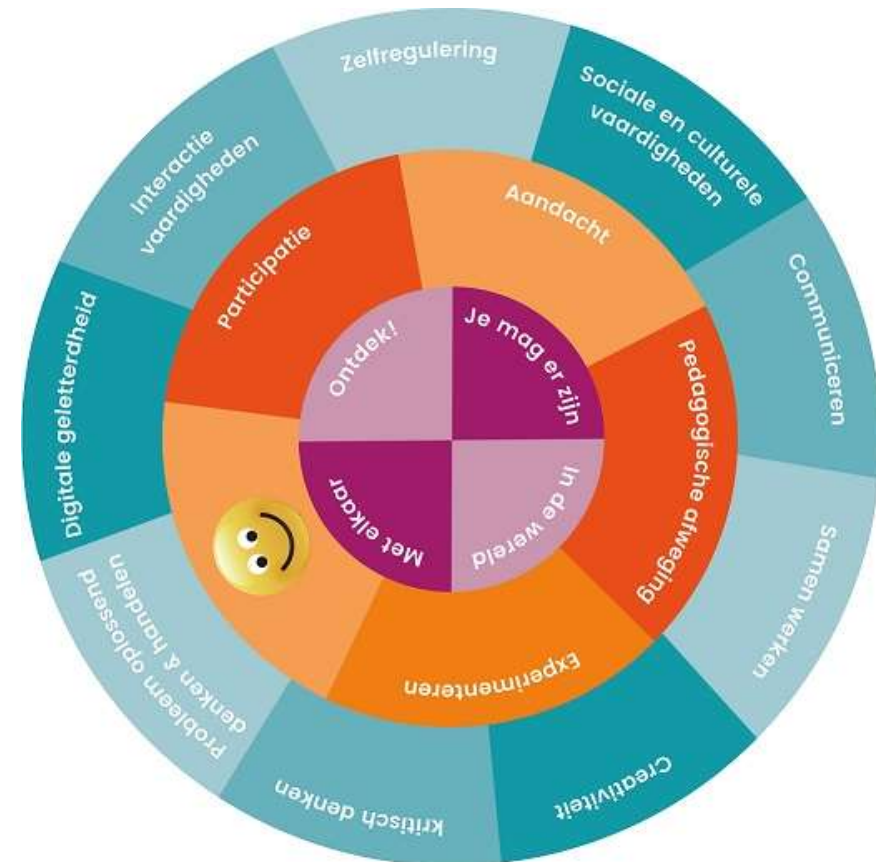 Zelfregulering
Sociale en culturele
vaardigheden
Communiceren
Samen werken
Creativiteit
kritisch denken
Probleem oplossend
denken & handelen
Digitale geletterdheid
Interactie
vaardigheden
Aandacht
Pedagogische afweging
Experimenteren
Participatie
Je mag er zijn
In de wereld
Met elkaar
Ontdek!